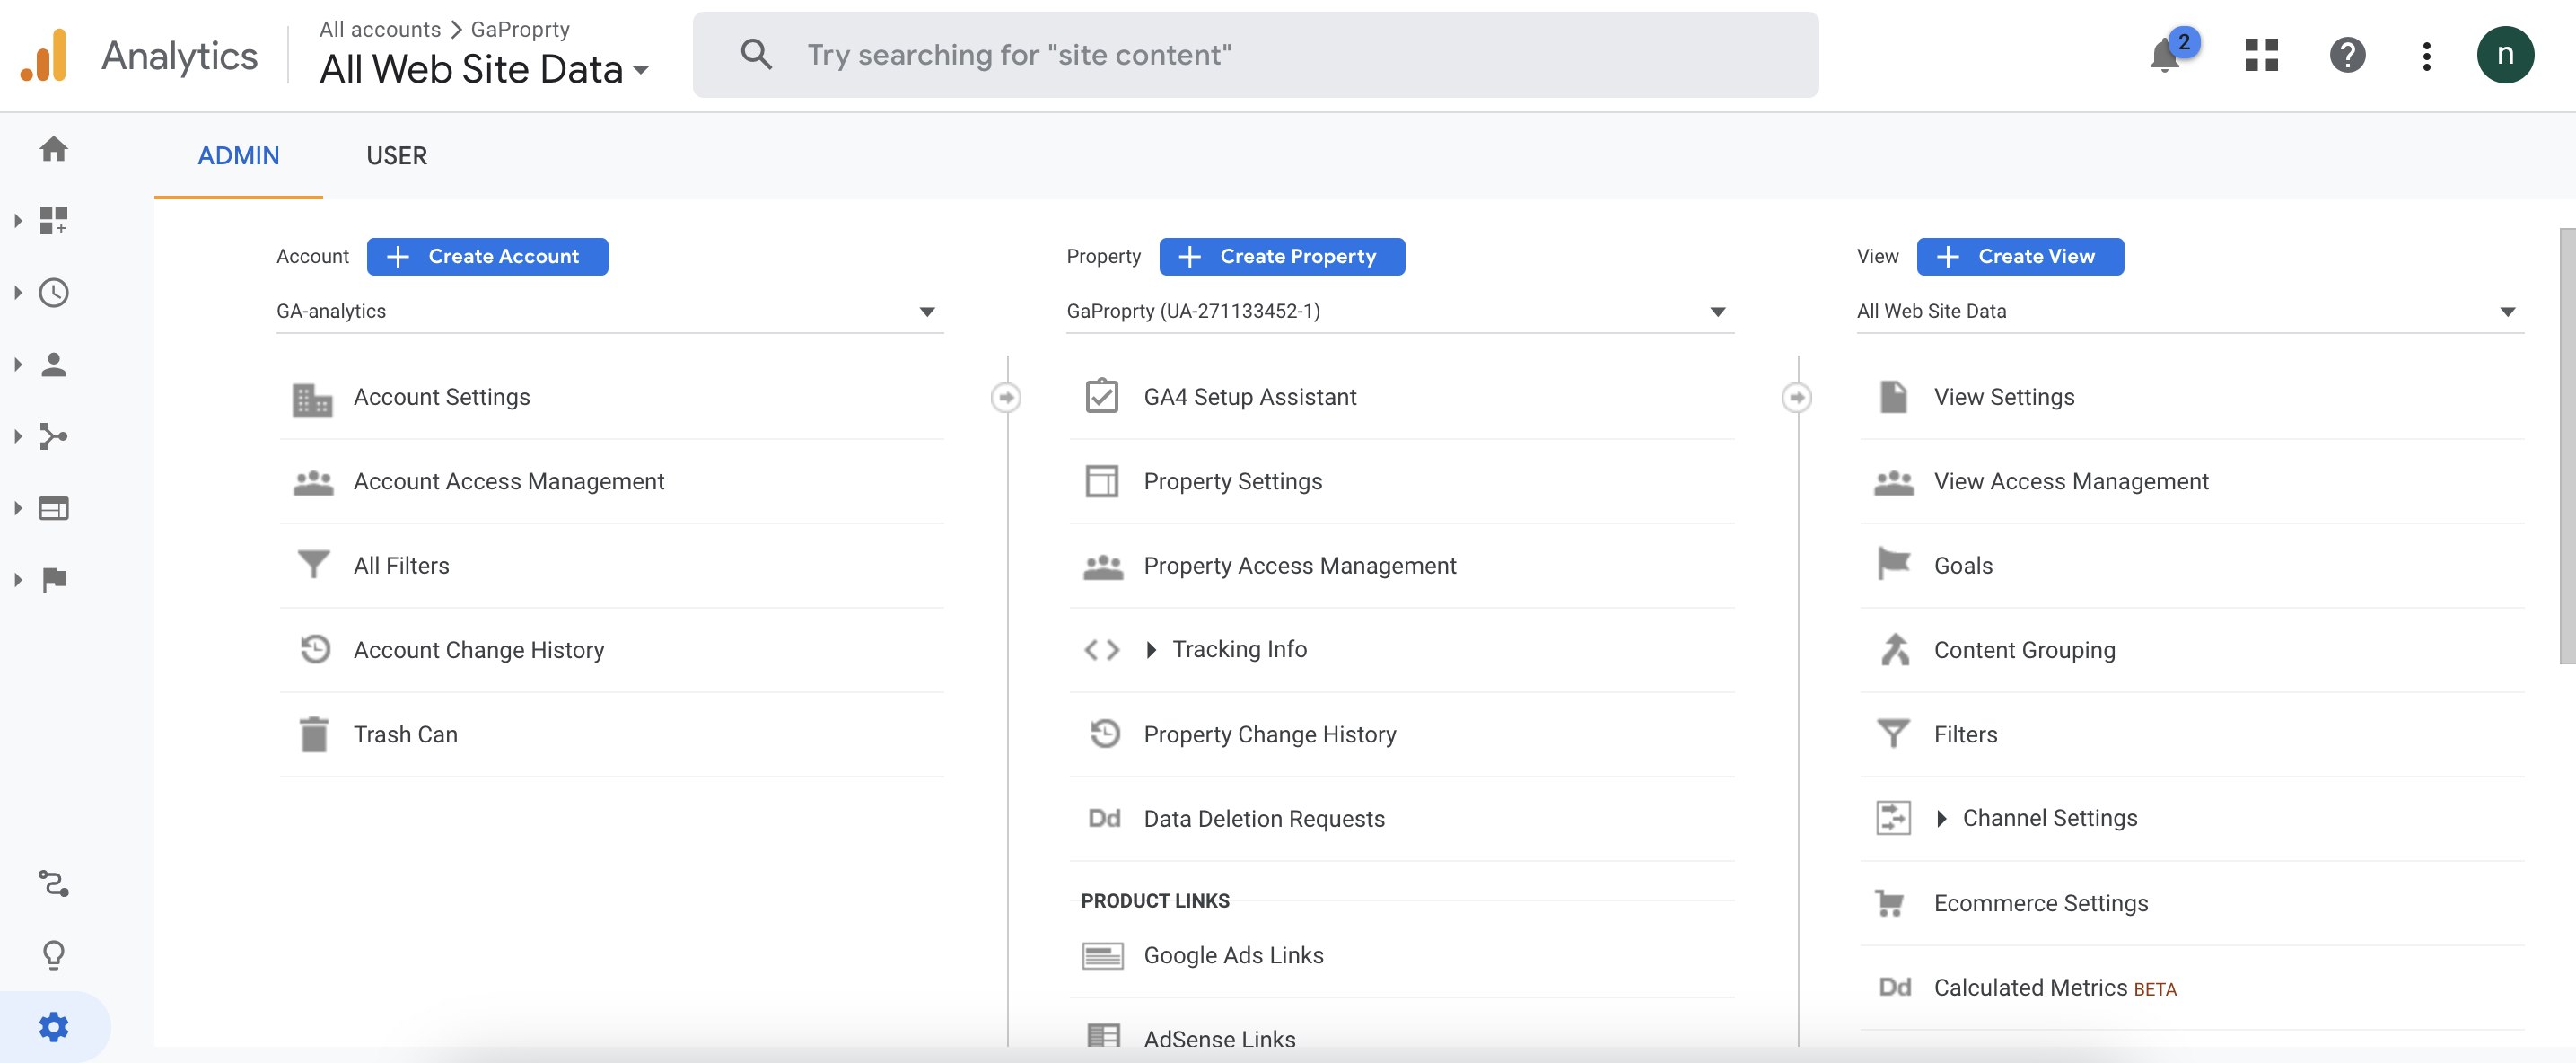 Analytics
All accounts > GaProprty
All Web Site Data
Try searching for "site content"
2
n
ADMIN
USER
Account
Create Account
GA-analytics
Account Settings
Account Access Management
All Filters
Account Change History
Trash Can
Property
Create Property
GaProprty (UA-271133452-1)
GA4 Setup Assistant
Property Settings
Property Access Management
Tracking Info
Property Change History
Dd Data Deletion Requests
PRODUCT LINKS
Google Ads Links
AdSense Links
View
Create View
All Web Site Data
View Settings
View Access Management
Goals
Content Grouping
Filters
Channel Settings
Ecommerce Settings
Dd Calculated Metrics BETA